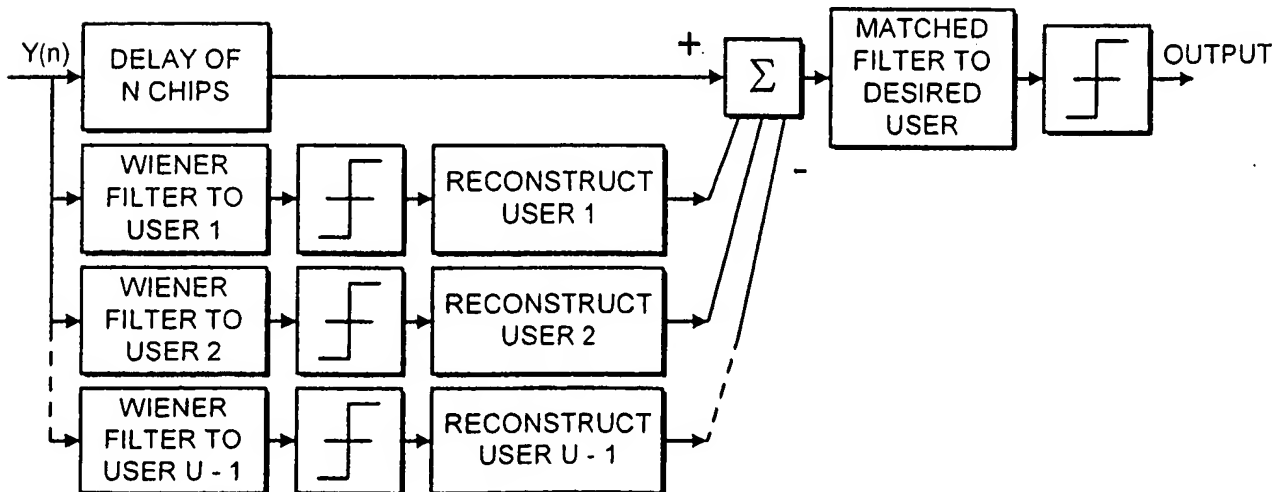 Y(n)
DELAY OF
N CHIPS
+
Σ
MATCHED
FILTER TO
DESIRED
USER
OUTPUT
-
WIENER
FILTER TO
USER 1
RECONSTRUCT
USER 1
WIENER
FILTER TO
USER 2
RECONSTRUCT
USER 2
WIENER
FILTER TO
USER U - 1
RECONSTRUCT
USER U - 1